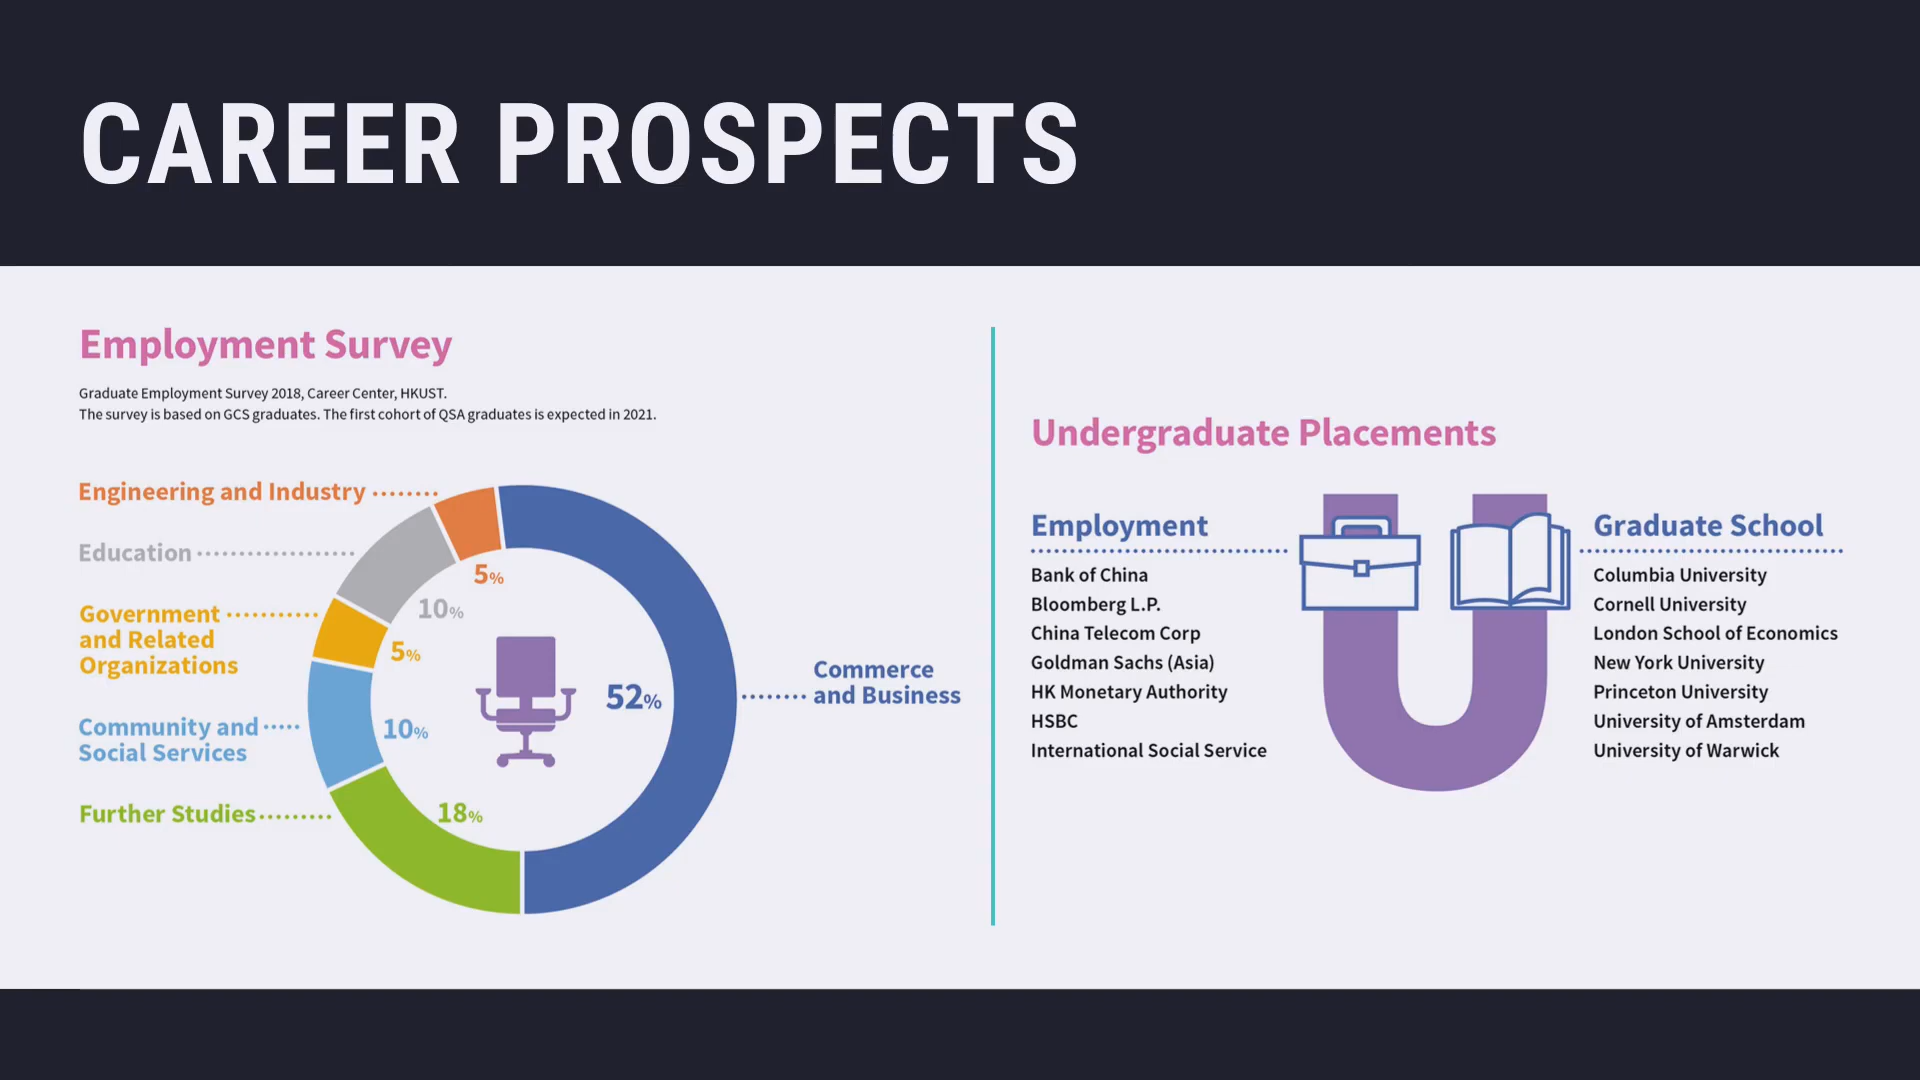 CAREER PROSPECTS
Employment Survey
Graduate Employment Survey 2018, Career Center, HKUST.
The survey is based on GCS graduates. The first cohort of QSA graduates is expected in 2021.
Engineering and Industry
5%
Education
10%
Government
and Related
Organizations
5%
Community and
Social Services
10%
Further Studies
18%
52%
Commerce
and Business
Undergraduate Placements
Employment
Bank of China
Bloomberg L.P.
China Telecom Corp
Goldman Sachs (Asia)
HK Monetary Authority
HSBC
International Social Service
Graduate School
Columbia University
Cornell University
London School of Economics
New York University
Princeton University
University of Amsterdam
University of Warwick